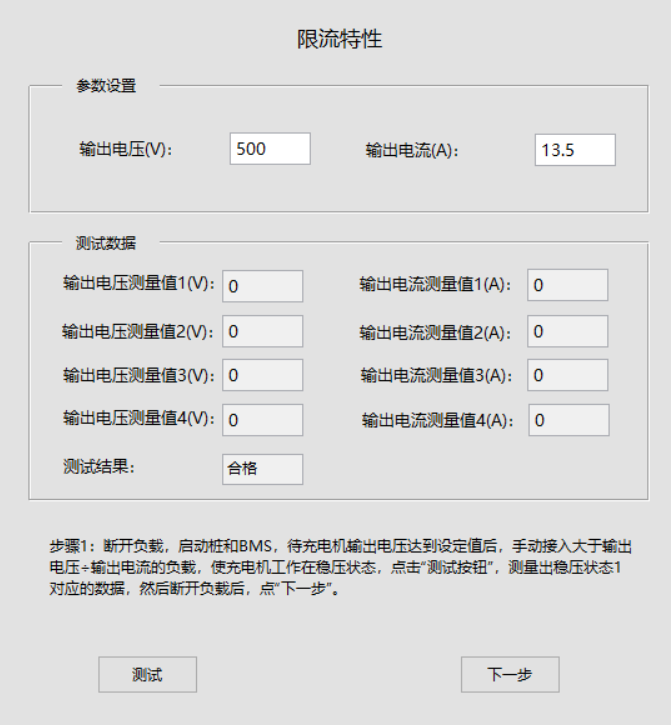 限流特性
参数设置
输出电压(V): 500 输出电流(A): 13.5
测试数据
输出电压测量值1(V): 0 输出电流测量值1(A): 0
输出电压测量值2(V): 0 输出电流测量值2(A): 0
输出电压测量值3(V): 0 输出电流测量值3(A): 0
输出电压测量值4(V): 0 输出电流测量值4(A): 0
测试结果: 合格
步骤1：断开负载，启动桩和BMS，待充电机输出电压达到设定值后，手动接入大于输出
电压÷输出电流的负载，使充电机工作在稳压状态，点击“测试按钮”，测量出稳压状态1
对应的数据，然后断开负载后，点“下一步”。
测试 下一步